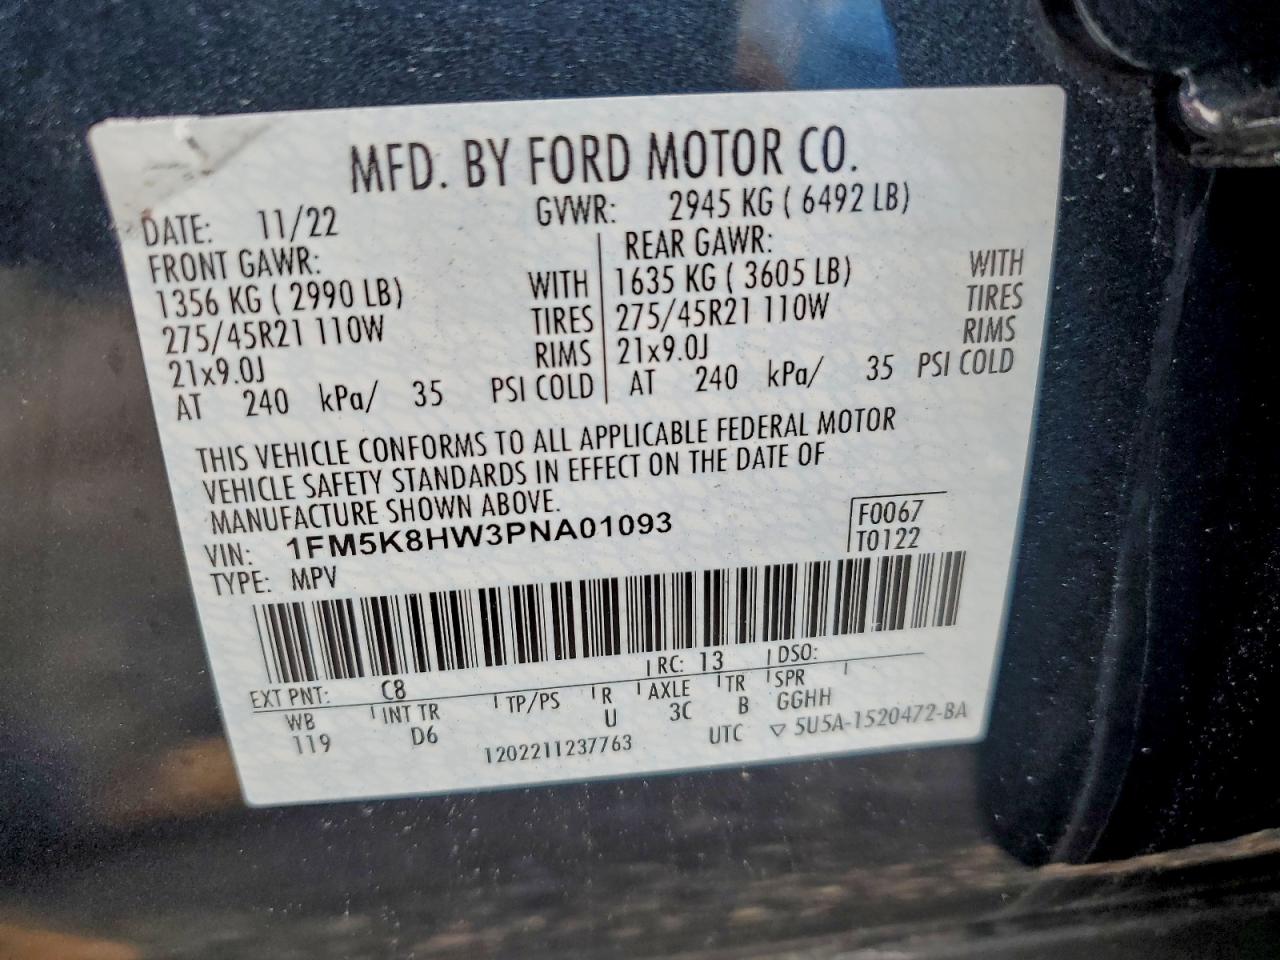 MFD. BY FORD MOTOR CO.
DATE: 11/22 GVWR: 2945 KG ( 6492 LB)
FRONT GAWR: REAR GAWR:
1356 KG ( 2990 LB) WITH 1635 KG ( 3605 LB) WITH
275/45R21 110W TIRES 275/45R21 110W TIRES
21x9.0J RIMS 21x9.0J RIMS
AT 240 kPa/ 35 PSI COLD AT 240 kPa/ 35 PSI COLD
THIS VEHICLE CONFORMS TO ALL APPLICABLE FEDERAL MOTOR
VEHICLE SAFETY STANDARDS IN EFFECT ON THE DATE OF
MANUFACTURE SHOWN ABOVE.
VIN: 1FM5K8HW3PNA01093 F0067
TYPE: MPV T0122
EXT PNT: C8 RC: 13 DSO:
WB INT TR TP/PS R AXLE TR SPR
119 D6 U 3C B GGHH
1202211237763 UTC ▽ 5U5A-1520472-BA